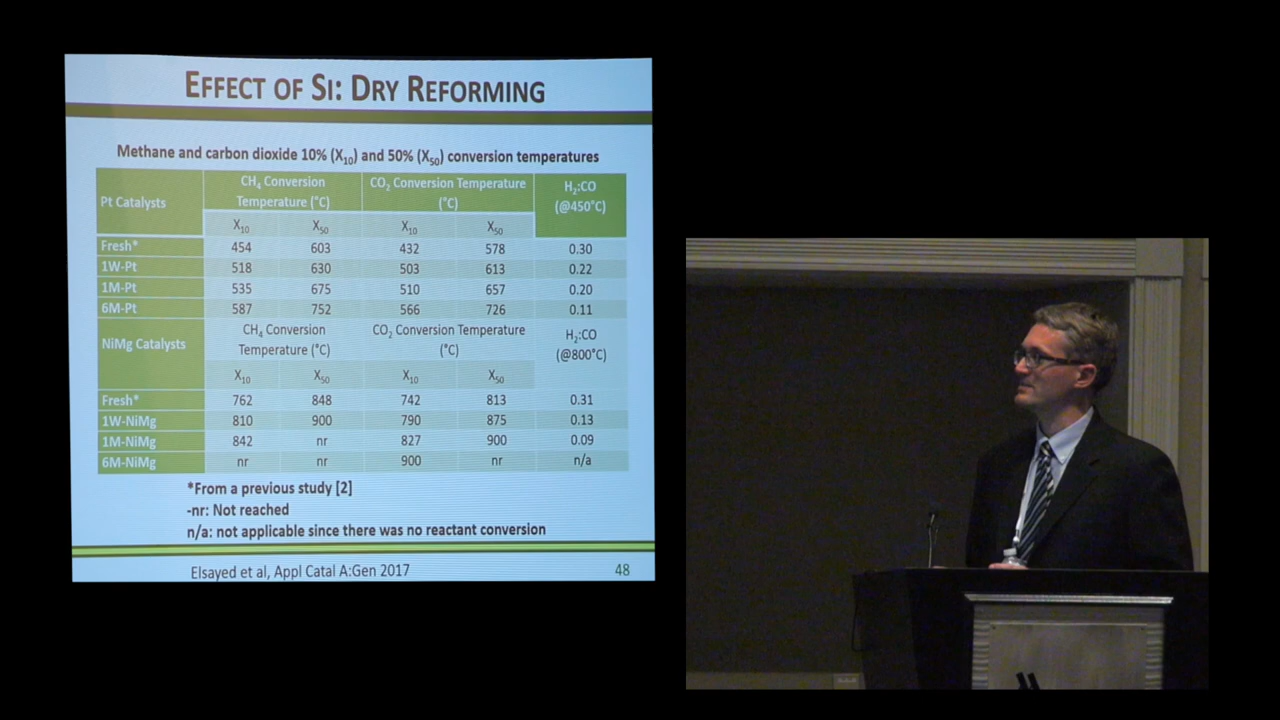 EFFECT OF SI: DRY REFORMING
Methane and carbon dioxide 10% (X10) and 50% (X50) conversion temperatures
Pt Catalysts
CH4 Conversion Temperature (°C)
CO2 Conversion Temperature (°C)
H2:CO (@450°C)
X10 X50 X10 X50
Fresh* 454 603 432 578 0.30
1W-Pt 518 630 503 613 0.22
1M-Pt 535 675 510 657 0.20
6M-Pt 587 752 566 726 0.11
NiMg Catalysts
CH4 Conversion Temperature (°C)
CO2 Conversion Temperature (°C)
H2:CO (@800°C)
X10 X50 X10 X50
Fresh* 762 848 742 813 0.31
1W-NiMg 810 900 790 875 0.13
1M-NiMg 842 nr 827 900 0.09
6M-NiMg nr nr 900 nr n/a
*From a previous study [2]
-nr: Not reached
n/a: not applicable since there was no reactant conversion
Elsayed et al, Appl Catal A:Gen 2017
48